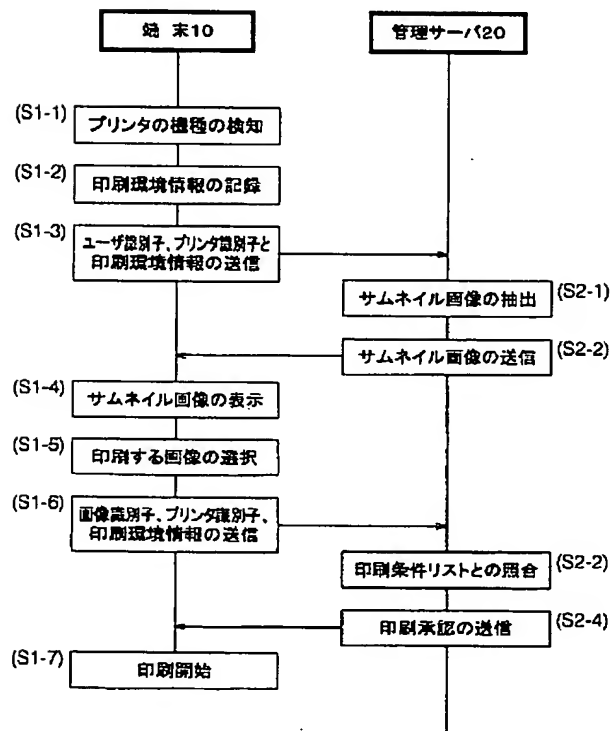 端末10
管理サーバ20
(S1-1)
プリンタの機種の検知
(S1-2)
印刷環境情報の記録
(S1-3)
ユーザ識別子、プリンタ識別子と
印刷環境情報の送信
サムネイル画像の抽出
(S2-1)
サムネイル画像の送信
(S2-2)
(S1-4)
サムネイル画像の表示
(S1-5)
印刷する画像の選択
(S1-6)
画像識別子、プリンタ識別子、
印刷環境情報の送信
印刷条件リストとの照合
(S2-2)
印刷承認の送信
(S2-4)
(S1-7)
印刷開始